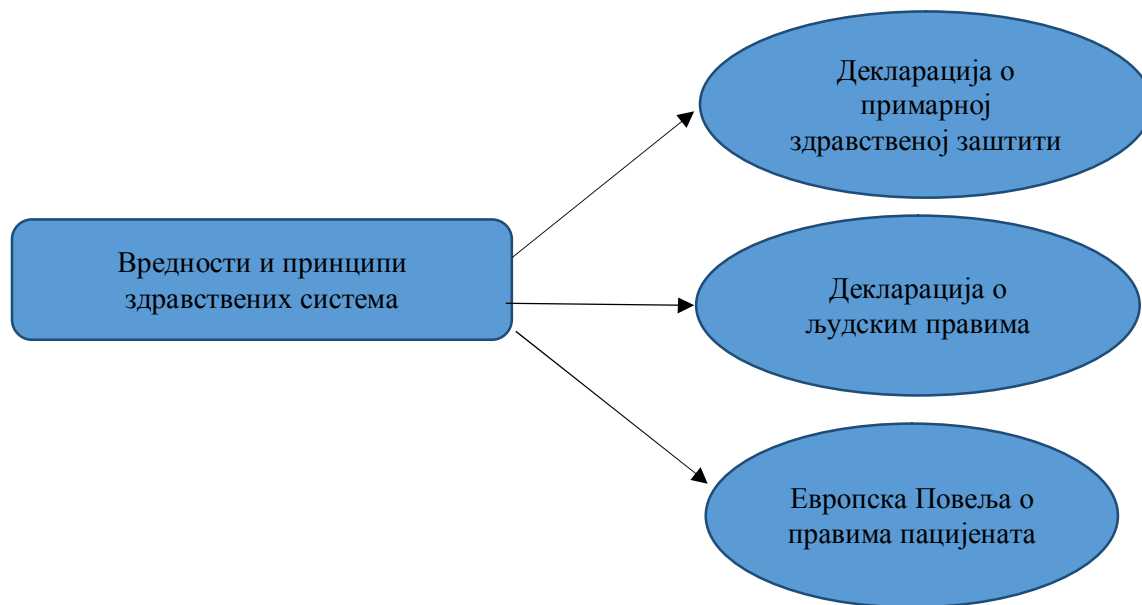 Декларација о
примарној
здравственој заштити
Вредности и принципи
здравствених система
Декларација о
људским правима
Европска Повеља о
правима пацијената